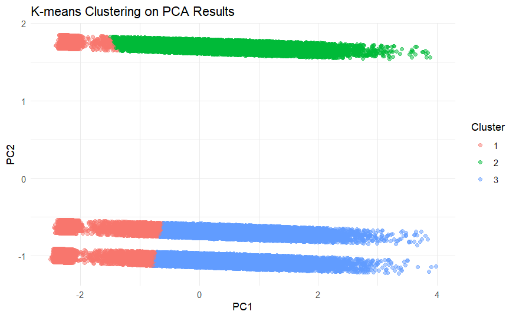 K-means Clustering on PCA Results
2
1
0
-1
PC2
-2
0
2
4
PC1
Cluster
1
2
3